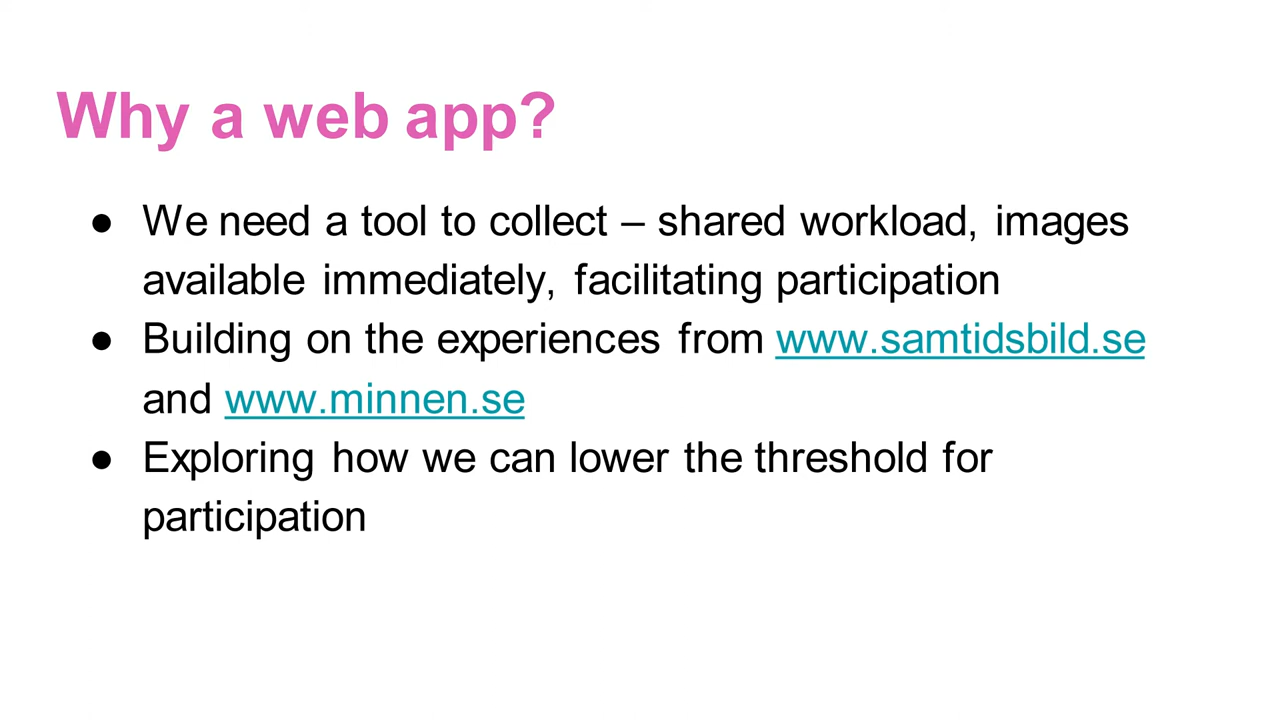 Why a web app?
● We need a tool to collect – shared workload, images
available immediately, facilitating participation
● Building on the experiences from www.samtidsbild.se
and www.minnen.se
● Exploring how we can lower the threshold for
participation